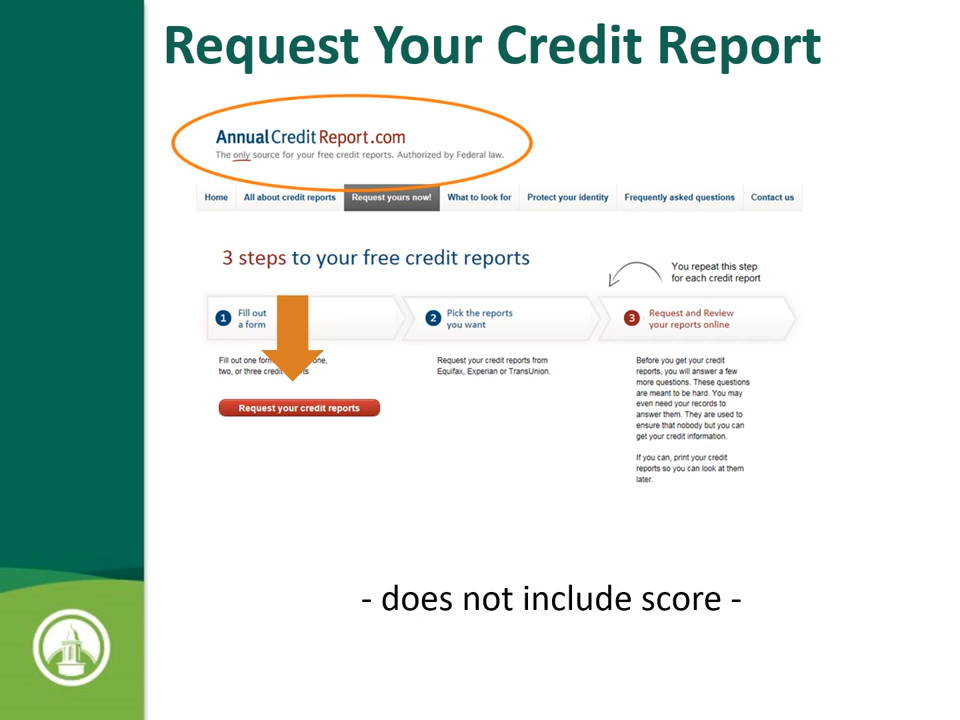 Request Your Credit Report
AnnualCreditReport.com
The only source for your free credit reports. Authorized by Federal law.
Home All about credit reports Request yours now! What to look for Protect your identity Frequently asked questions Contact us
3 steps to your free credit reports
You repeat this step
for each credit report
1 Fill out
a form
2 Pick the reports
you want
3 Request and Review
your reports online
Fill out one one,
two, or three
Request your credit reports
Request your credit reports from
Equifax, Experian or TransUnion.
Before you get your credit
reports, you will answer a few
more questions. These questions
are meant to be hard. You may
even need your records to
answer them. They are used to
ensure that nobody but you can
get your credit information.
If you can, print your credit
reports so you can look at them
later.
- does not include score -